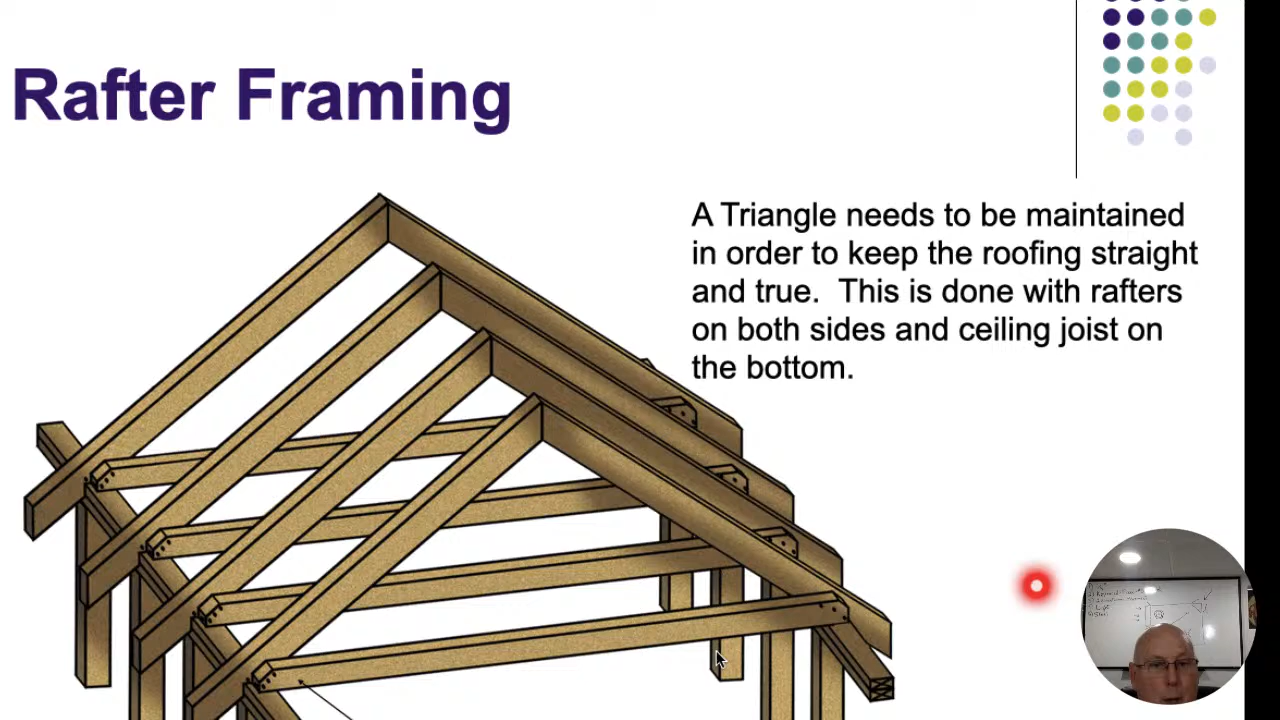 Rafter Framing
A Triangle needs to be maintained
in order to keep the roofing straight
and true.  This is done with rafters
on both sides and ceiling joist on
the bottom.